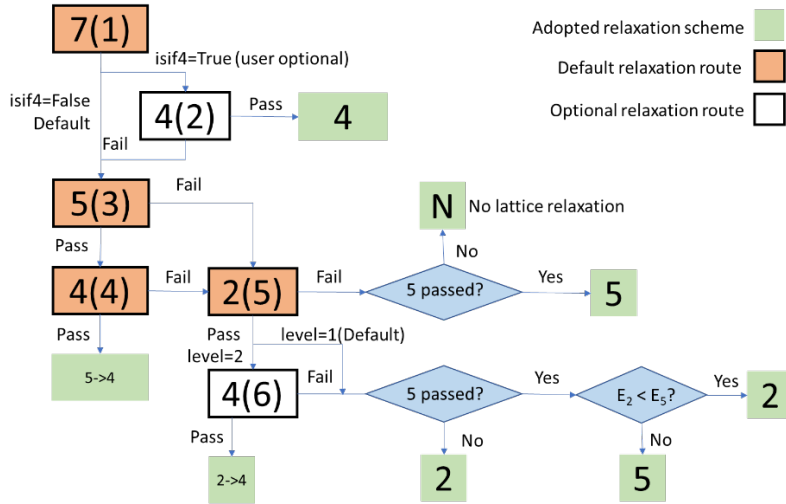 7(1)
Adopted relaxation scheme
isif4=True (user optional)
Default relaxation route
isif4=False
Default
4(2)
Pass
4
Optional relaxation route
Fail
5(3)
Fail
N
No lattice relaxation
Pass
No
4(4)
Fail
2(5)
Fail
5 passed?
Yes
5
Pass
Pass
level=1(Default)
level=2
5->4
4(6)
Fail
5 passed?
Yes
E₂ < E₅?
Yes
2
Pass
No
No
2->4
2
5